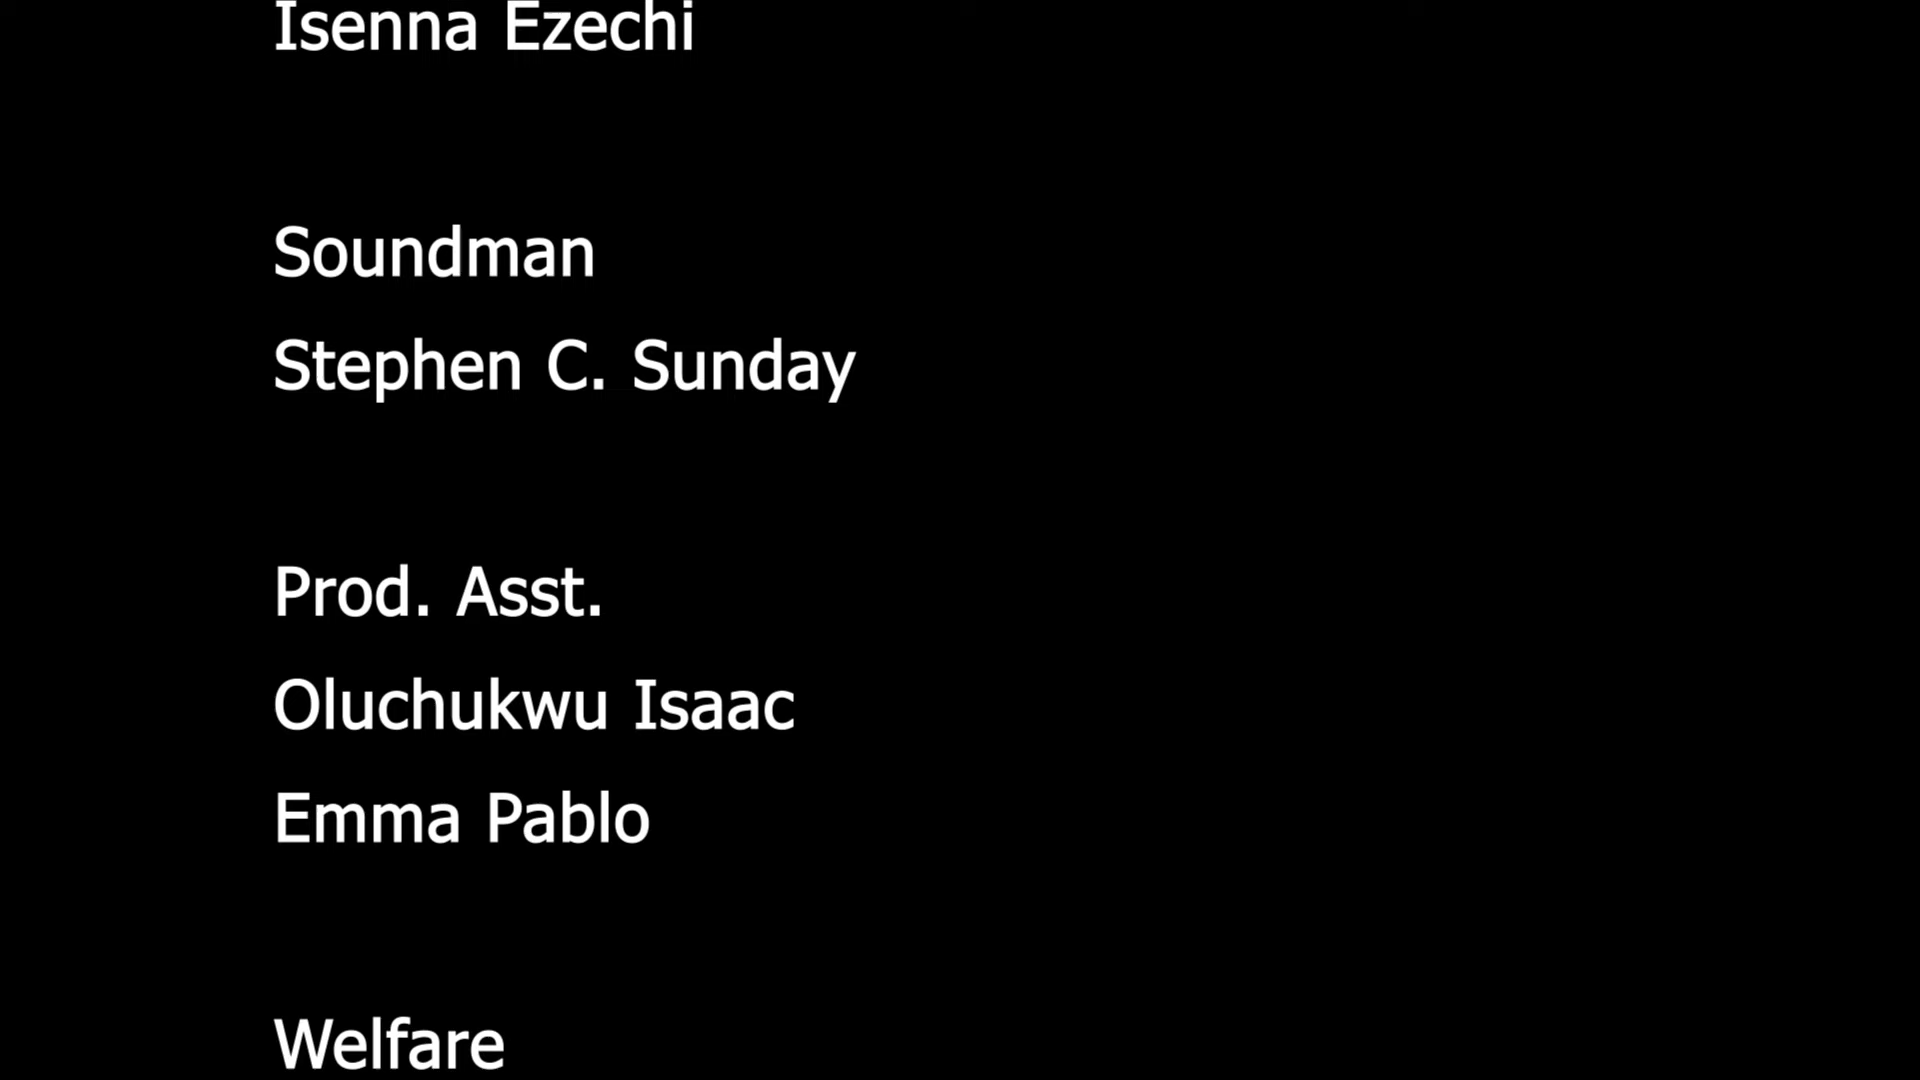 Isenna Ezechi
Soundman
Stephen C. Sunday
Prod. Asst.
Oluchukwu Isaac
Emma Pablo
Welfare